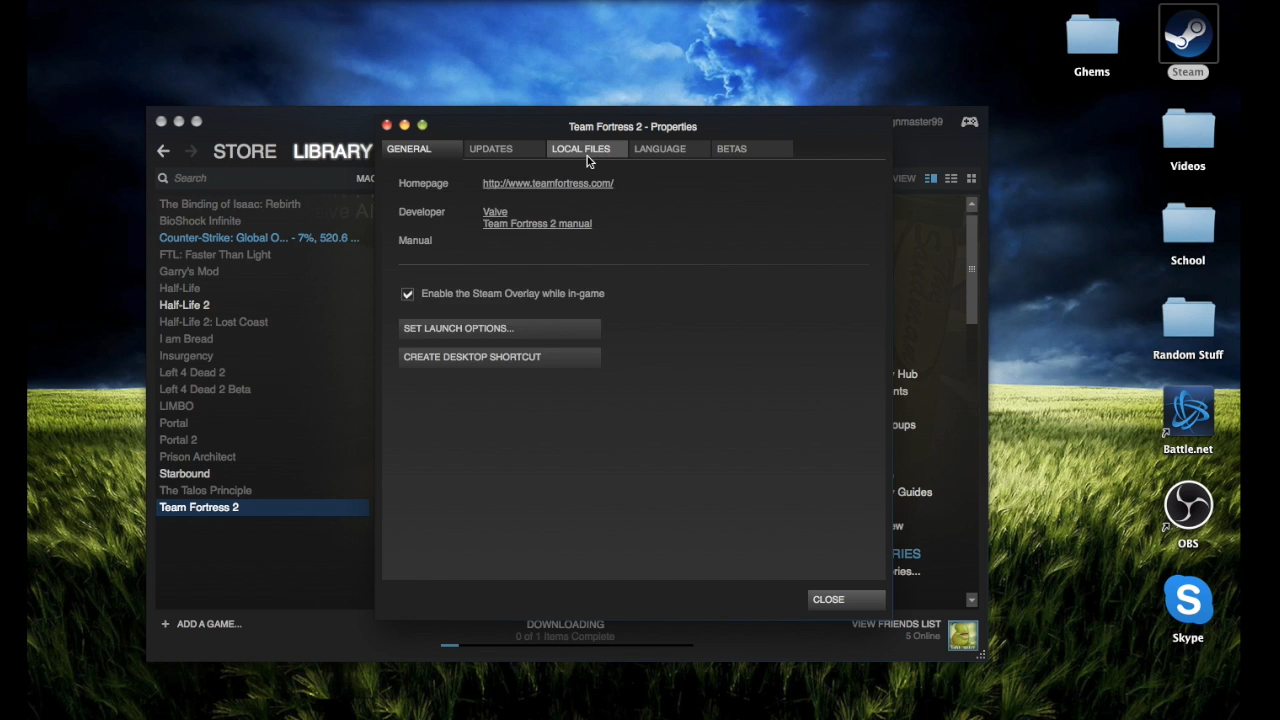 Ghems
Steam
Videos
School
Random Stuff
Battle.net
OBS
Skype
Team Fortress 2 - Properties
nmaster99
STORE LIBRARY
GENERAL UPDATES LOCAL FILES LANGUAGE BETAS
Search
MAC
VIEW
Homepage http://www.teamfortress.com/
Developer Valve
Team Fortress 2 manual
Manual
Enable the Steam Overlay while in-game
SET LAUNCH OPTIONS...
CREATE DESKTOP SHORTCUT
CLOSE
The Binding of Isaac: Rebirth
BioShock Infinite
Counter-Strike: Global O... - 7%, 520.6 ...
FTL: Faster Than Light
Garry's Mod
Half-Life
Half-Life 2
Half-Life 2: Lost Coast
I am Bread
Insurgency
Left 4 Dead 2
Left 4 Dead 2 Beta
LIMBO
Portal
Portal 2
Prison Architect
Starbound
The Talos Principle
Team Fortress 2
Hub
nts
oups
Guides
ew
RIES
ries...
ADD A GAME...
DOWNLOADING
0 of 1 Items Complete
VIEW FRIENDS LIST
5 Online